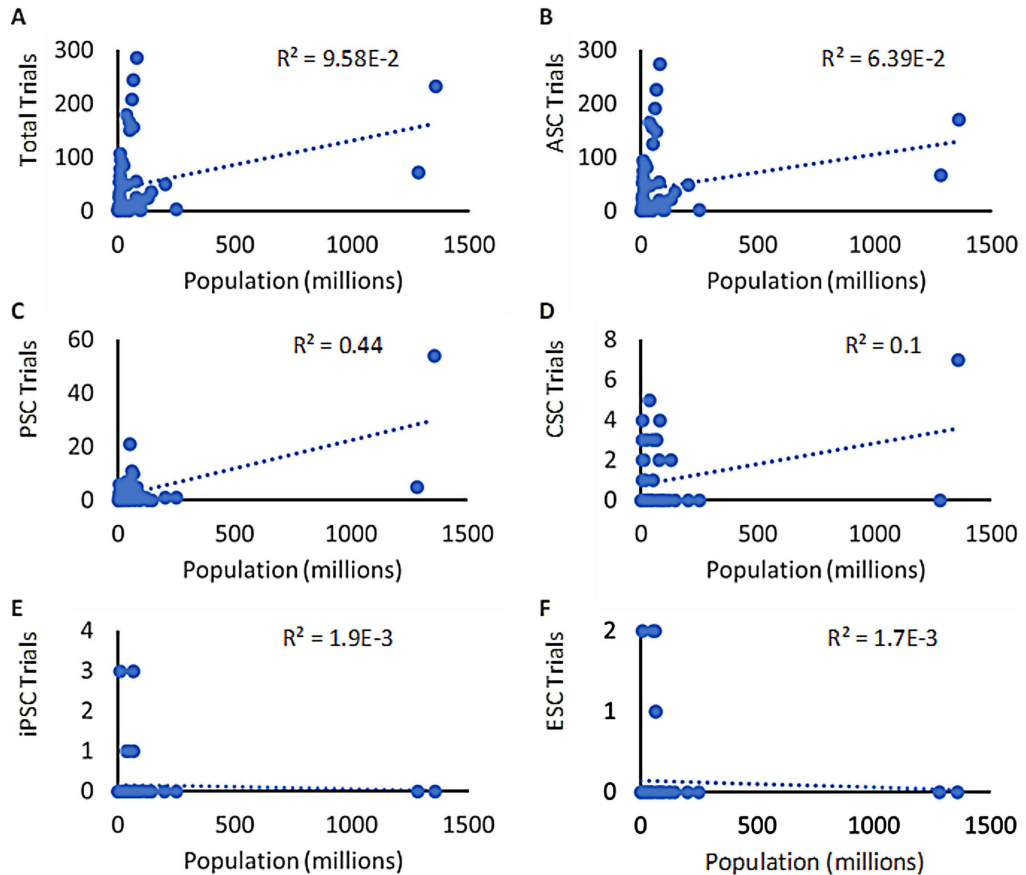 A
Total Trials
300
200
100
0
R² = 9.58E-2
0 500 1000 1500
Population (millions)
B
ASC Trials
300
200
100
0
R² = 6.39E-2
0 500 1000 1500
Population (millions)
C
PSC Trials
60
40
20
0
R² = 0.44
0 500 1000 1500
Population (millions)
D
CSC Trials
8
6
4
2
0
R² = 0.1
0 500 1000 1500
Population (millions)
E
iPSC Trials
4
3
2
1
0
R² = 1.9E-3
0 500 1000 1500
Population (millions)
F
ESC Trials
2
1
0
R² = 1.7E-3
0 500 1000 1500
Population (millions)